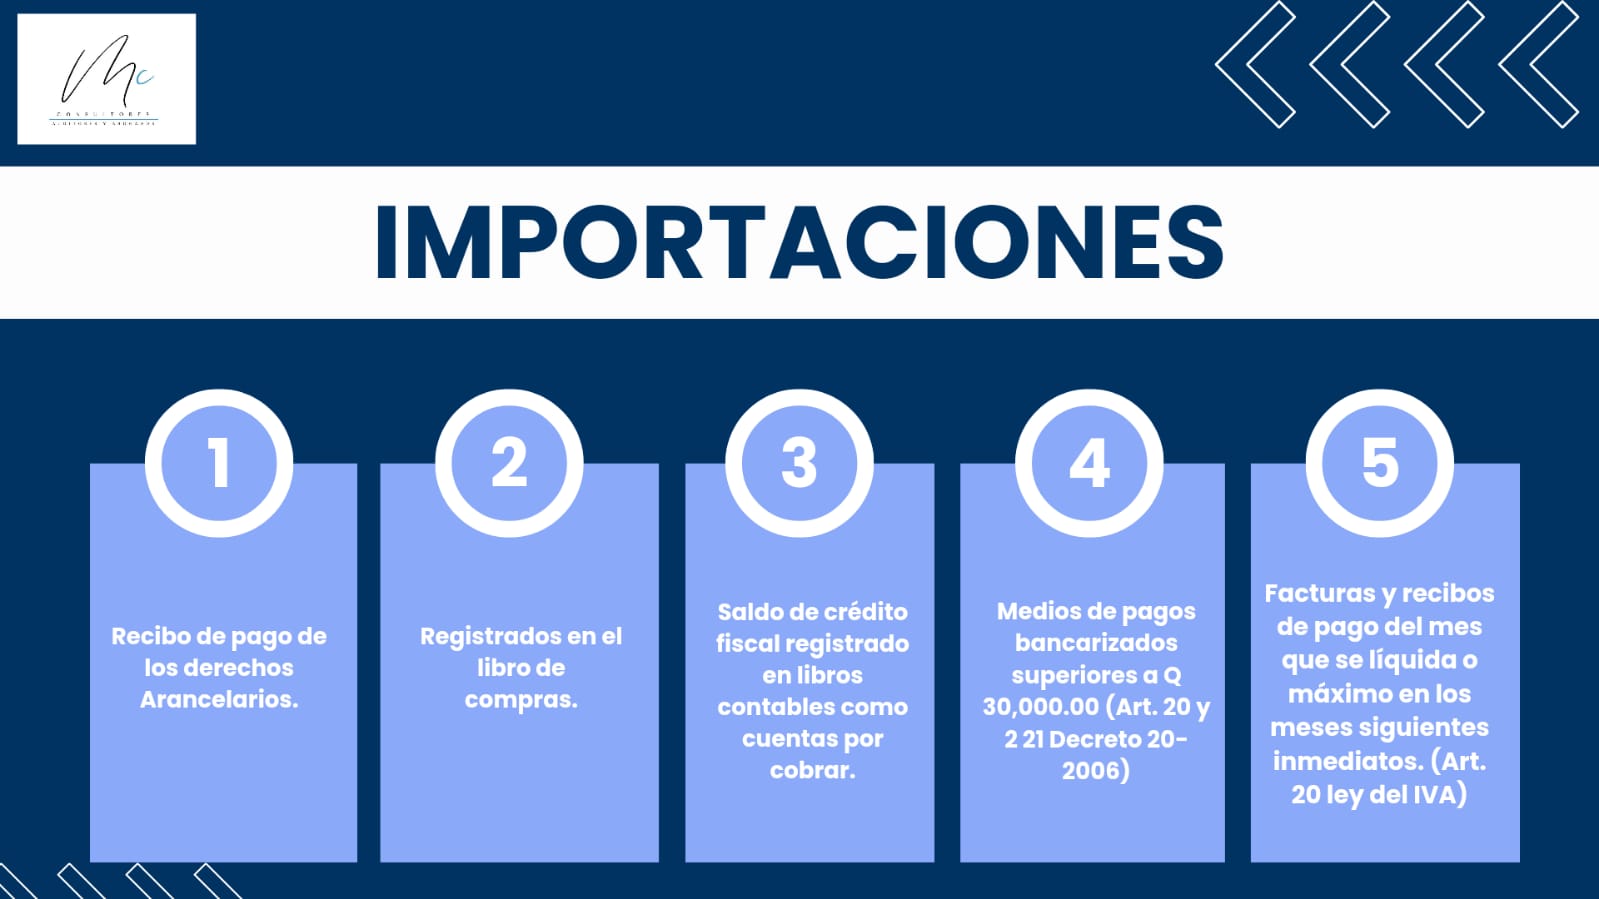 Mc
CONSULTORES
AUDITORES Y ABOGADOS
IMPORTACIONES
1
Recibo de pago de
los derechos
Arancelarios.
2
Registrados en el
libro de
compras.
3
Saldo de crédito
fiscal registrado
en libros
contables como
cuentas por
cobrar.
4
Medios de pagos
bancarizados
superiores a Q
30,000.00 (Art. 20 y
2 21 Decreto 20-
2006)
5
Facturas y recibos
de pago del mes
que se líquida o
máximo en los
meses siguientes
inmediatos. (Art.
20 ley del IVA)